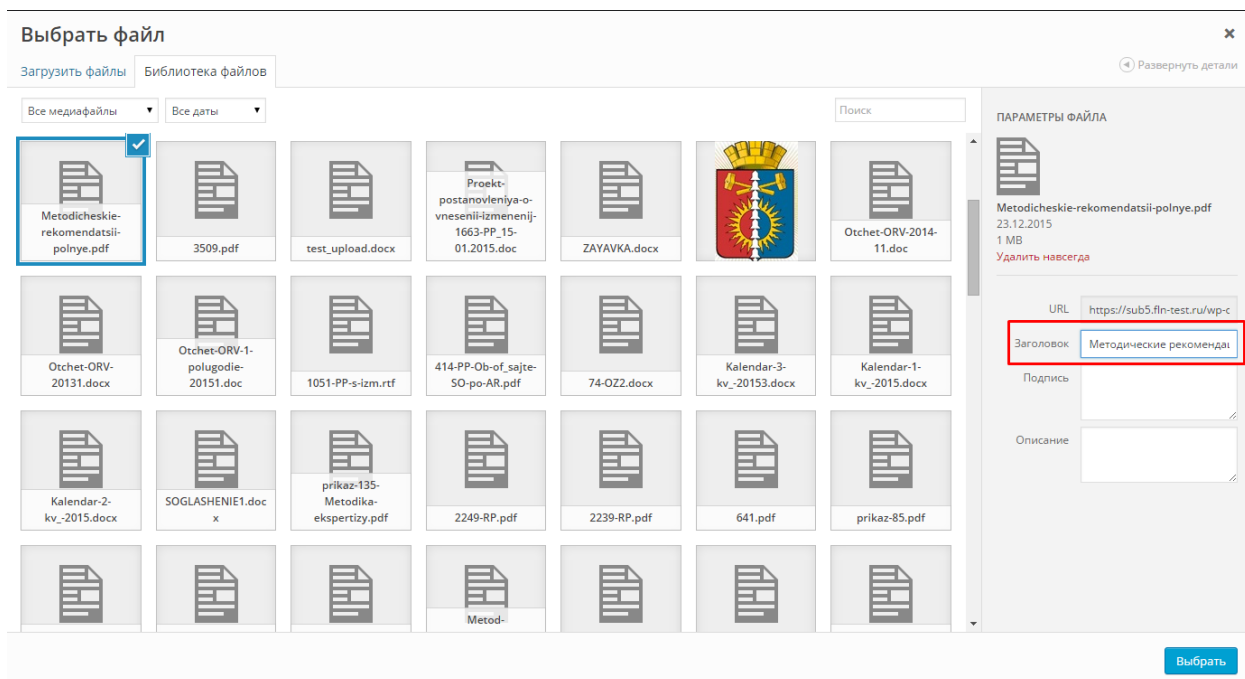 Выбрать файл
Загрузить файлы
Библиотека файлов
Развернуть детали
Все медиафайлы
Все даты
Поиск
Metodicheskie-
rekomendatsii-
polnye.pdf
3509.pdf
test_upload.docx
Proekt-
postanovleniya-o-
vnesenii-izmenenij-
1663-PP_15-
01.2015.doc
ZAYAVKA.docx
Otchet-ORV-2014-
11.doc
Otchet-ORV-
20131.docx
Otchet-ORV-1-
polugodie-
20151.doc
1051-PP-s-izm.rtf
414-PP-Ob-of_sajte-
SO-po-AR.pdf
74-OZ2.docx
Kalendar-3-
kv_-20153.docx
Kalendar-1-
kv_-2015.docx
Kalendar-2-
kv_-2015.docx
SOGLASHENIE1.doc
x
prikaz-135-
Metodika-
ekspertizy.pdf
2249-RP.pdf
2239-RP.pdf
641.pdf
prikaz-85.pdf
Metod-
ПАРАМЕТРЫ ФАЙЛА
Metodicheskie-rekomendatsii-polnye.pdf
23.12.2015
1 MB
Удалить навсегда
URL https://sub5.fln-test.ru/wp-c
Заголовок Методические рекомендац
Подпись
Описание
Выбрать